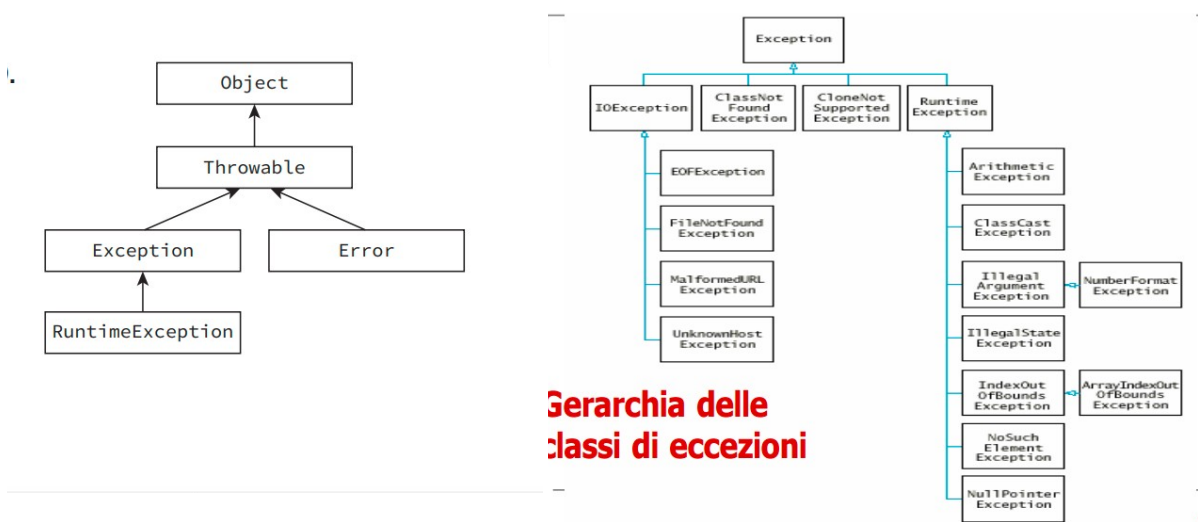 .
Object
Throwable
Exception
Error
RuntimeException
Exception
IOException
ClassNot
Found
Exception
CloneNot
Supported
Exception
Runtime
Exception
EOFException
FileNotFound
Exception
MalformedURL
Exception
UnknownHost
Exception
Arithmetic
Exception
ClassCast
Exception
Illegal
Argument
Exception
NumberFormat
Exception
IllegalState
Exception
IndexOut
OfBounds
Exception
ArrayIndexOut
OfBounds
Exception
NoSuch
Element
Exception
NullPointer
Exception
Gerarchia delle
classi di eccezioni